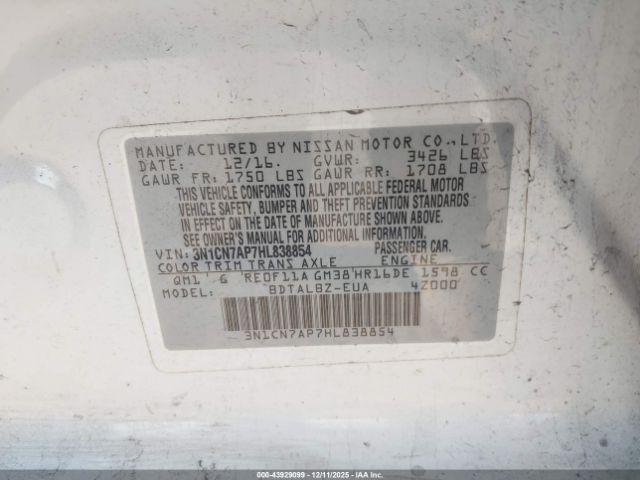 MANUFACTURED BY NISSAN MOTOR CO., LTD.
DATE: 12/16. GVWR: 3426 LBS
GAWR FR: 1750 LBS GAWR RR: 1708 LBS
THIS VEHICLE CONFORMS TO ALL APPLICABLE FEDERAL MOTOR
VEHICLE SAFETY, BUMPER AND THEFT PREVENTION STANDARDS
IN EFFECT ON THE DATE OF MANUFACTURE SHOWN ABOVE.
SEE OWNER'S MANUAL FOR ADDITIONAL INFORMATION.
VIN: 3N1CN7AP7HL838854 PASSENGER CAR.
COLOR TRIM TRANS AXLE ENGINE
QM1 G RE0F11A GM38 HR16DE 1598 CC
MODEL: BDTALBZ-EUA 42000
3N1CN7AP7HL838854
000-43929099 - 12/11/2025 - Copyright © 2025 IAA, Inc.